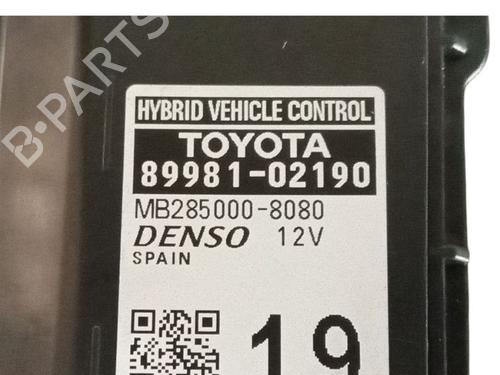 B-PARTS
HYBRID VEHICLE CONTROL
TOYOTA
89981-02190
MB285000-8080
DENSO 12V
SPAIN
19